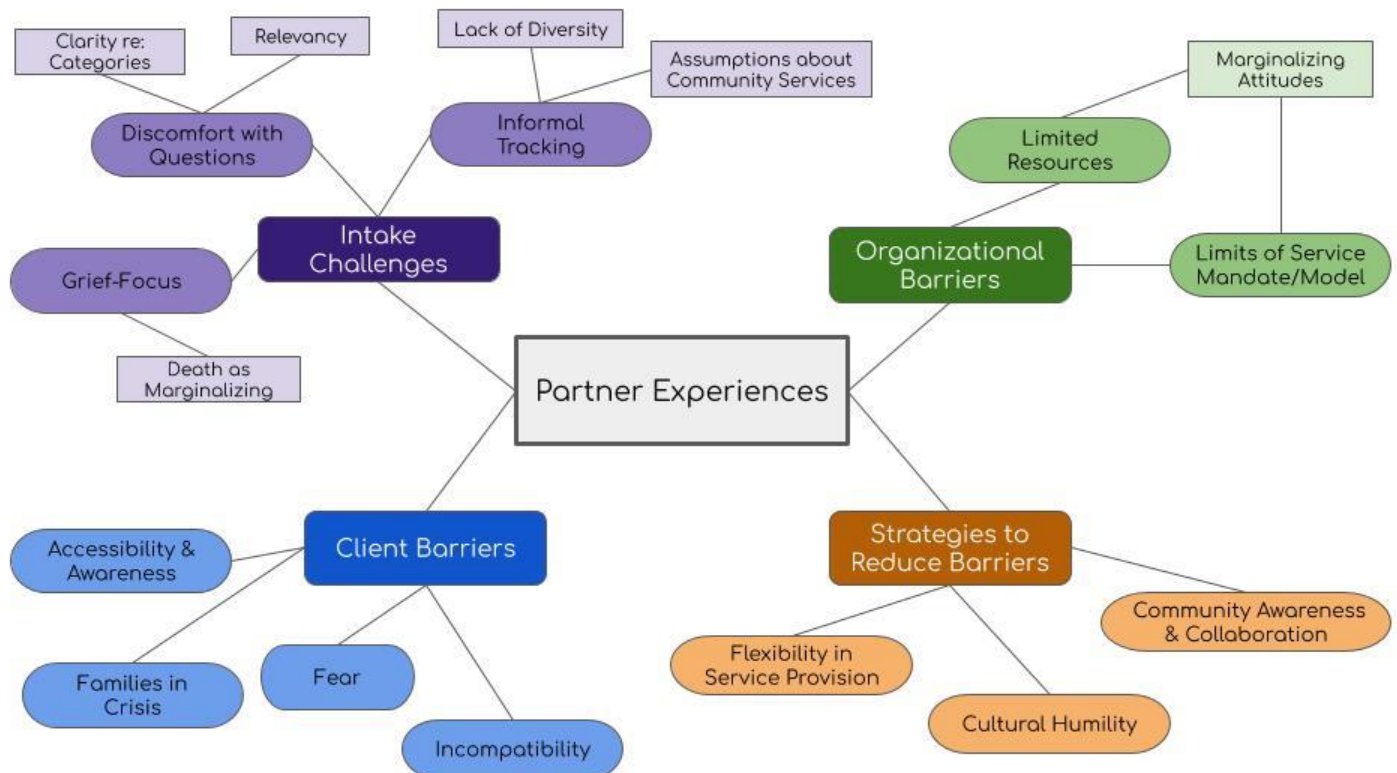 Clarity re:
Categories
Relevancy
Lack of Diversity
Assumptions about
Community Services
Discomfort with
Questions
Informal
Tracking
Intake
Challenges
Grief-Focus
Death as
Marginalizing
Marginalizing
Attitudes
Limited
Resources
Organizational
Barriers
Limits of Service
Mandate/Model
Partner Experiences
Client Barriers
Accessibility &
Awareness
Families in
Crisis
Fear
Incompatibility
Strategies to
Reduce Barriers
Flexibility in
Service Provision
Cultural Humility
Community Awareness
& Collaboration